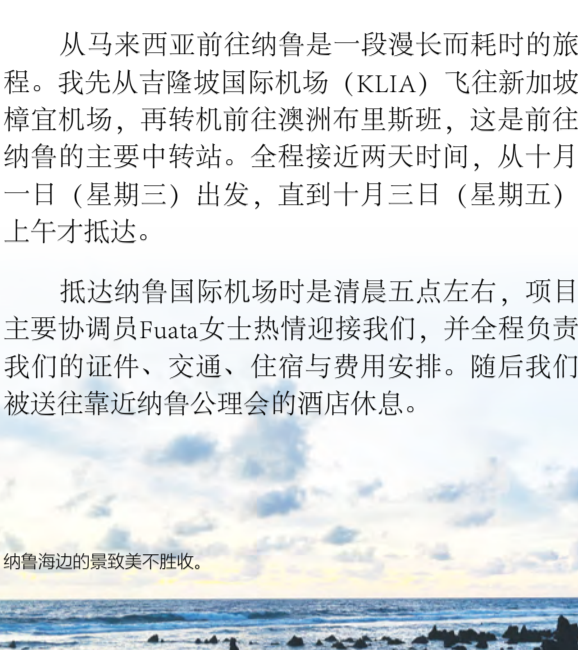 从马来西亚前往纳鲁是一段漫长而耗时的旅
程。我先从吉隆坡国际机场（KLIA）飞往新加坡
樟宜机场，再转机前往澳洲布里斯班，这是前往
纳鲁的主要中转站。全程接近两天时间，从十月
一日（星期三）出发，直到十月三日（星期五）
上午才抵达。
抵达纳鲁国际机场时是清晨五点左右，项目
主要协调员Fuata女士热情迎接我们，并全程负责
我们的证件、交通、住宿与费用安排。随后我们
被送往靠近纳鲁公理会的酒店休息。
纳鲁海边的景致美不胜收。